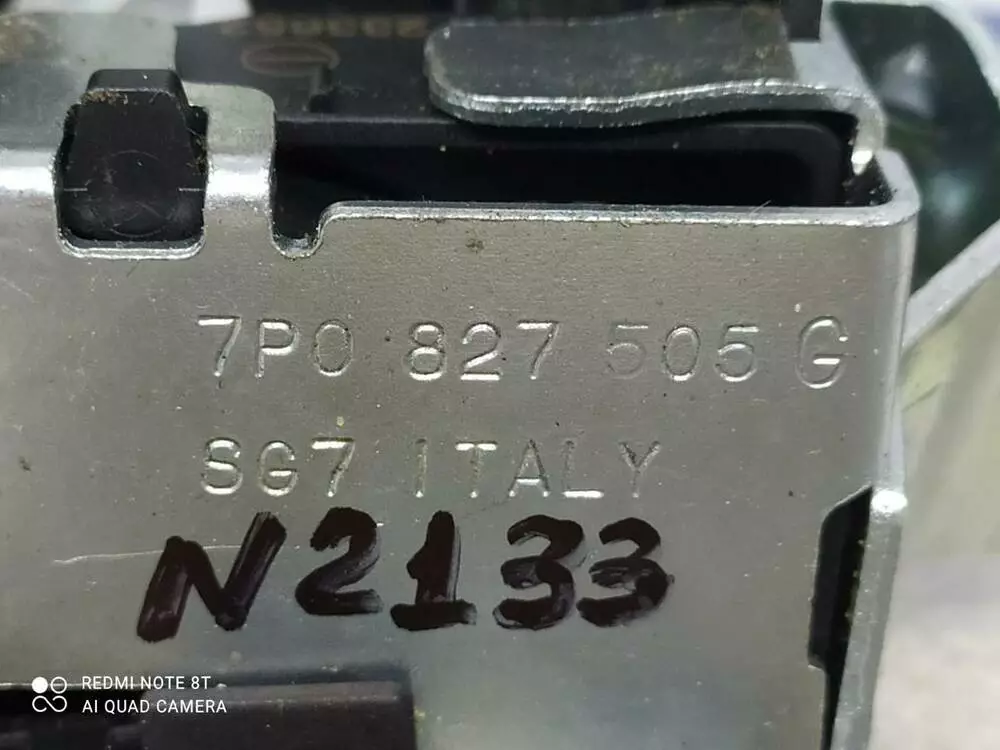 7P0 827 505 G
SG7 ITALY
N2133
REDMI NOTE 8T
AI QUAD CAMERA